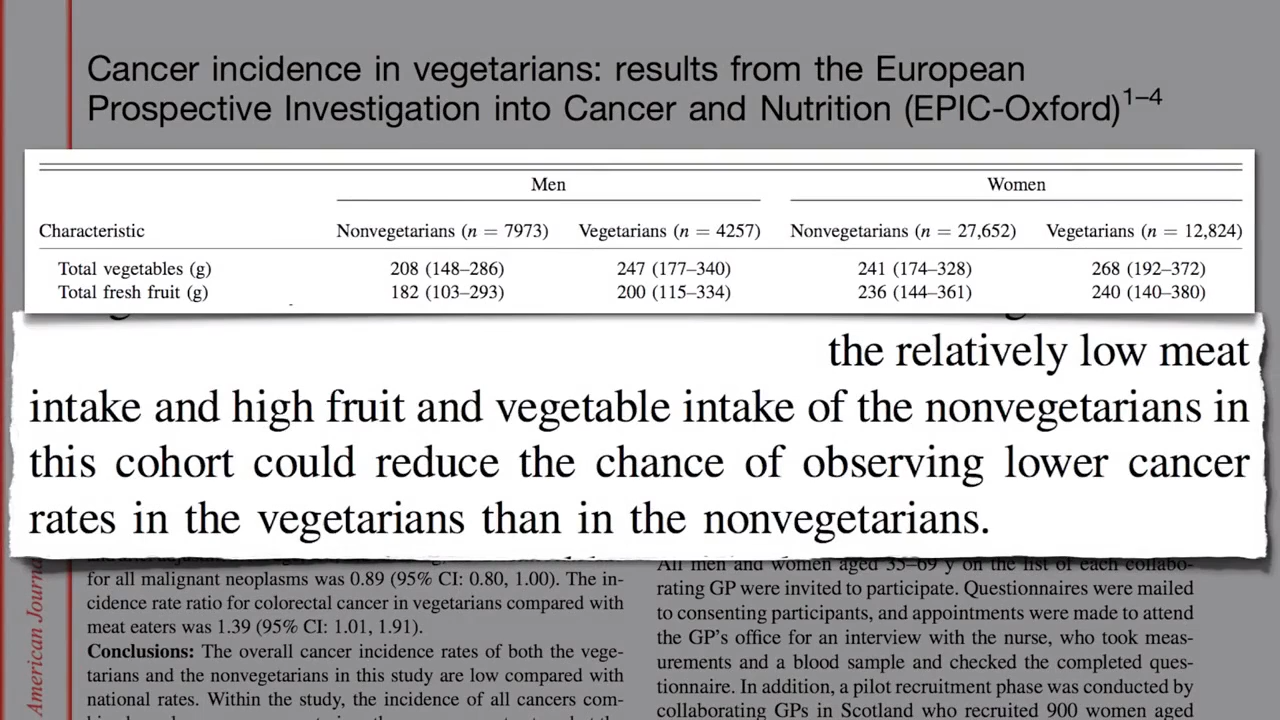 Cancer incidence in vegetarians: results from the European
Prospective Investigation into Cancer and Nutrition (EPIC-Oxford)1–4
Men Women
Characteristic Nonvegetarians (n = 7973) Vegetarians (n = 4257) Nonvegetarians (n = 27,652) Vegetarians (n = 12,824)
Total vegetables (g) 208 (148–286) 247 (177–340) 241 (174–328) 268 (192–372)
Total fresh fruit (g) 182 (103–293) 200 (115–334) 236 (144–361) 240 (140–380)
the relatively low meat
intake and high fruit and vegetable intake of the nonvegetarians in
this cohort could reduce the chance of observing lower cancer
rates in the vegetarians than in the nonvegetarians.
for all malignant neoplasms was 0.89 (95% CI: 0.80, 1.00). The in-
cidence rate ratio for colorectal cancer in vegetarians compared with
meat eaters was 1.39 (95% CI: 1.01, 1.91).
Conclusions: The overall cancer incidence rates of both the vege-
tarians and the nonvegetarians in this study are low compared with
national rates. Within the study, the incidence of all cancers com-
All men and women aged 35–69 y on the list of each collabo-
rating GP were invited to participate. Questionnaires were mailed
to consenting participants, and appointments were made to attend
the GP's office for an interview with the nurse, who took meas-
urements and a blood sample and checked the completed ques-
tionnaire. In addition, a pilot recruitment phase was conducted by
collaborating GPs in Scotland who recruited 900 women aged
American Journa